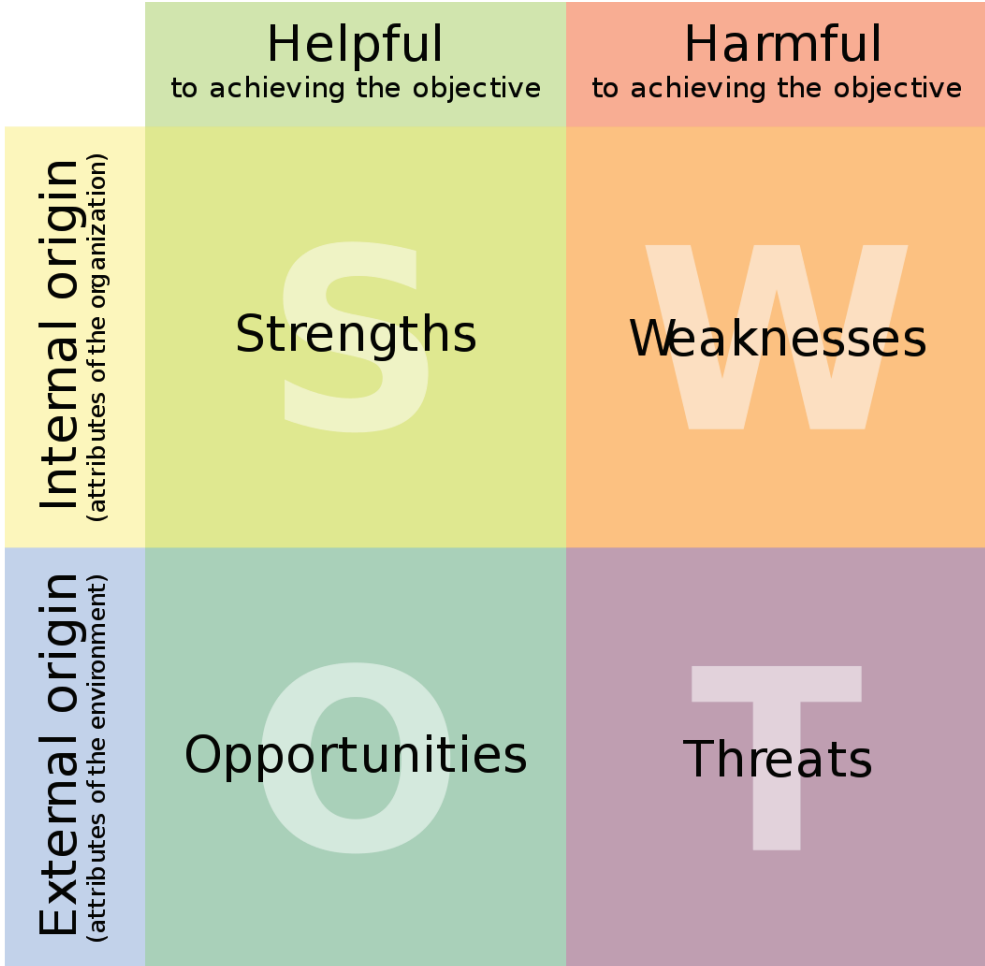 Helpful
to achieving the objective
Harmful
to achieving the objective
Internal origin
(attributes of the organization)
S
Strengths
W
Weaknesses
External origin
(attributes of the environment)
O
Opportunities
T
Threats